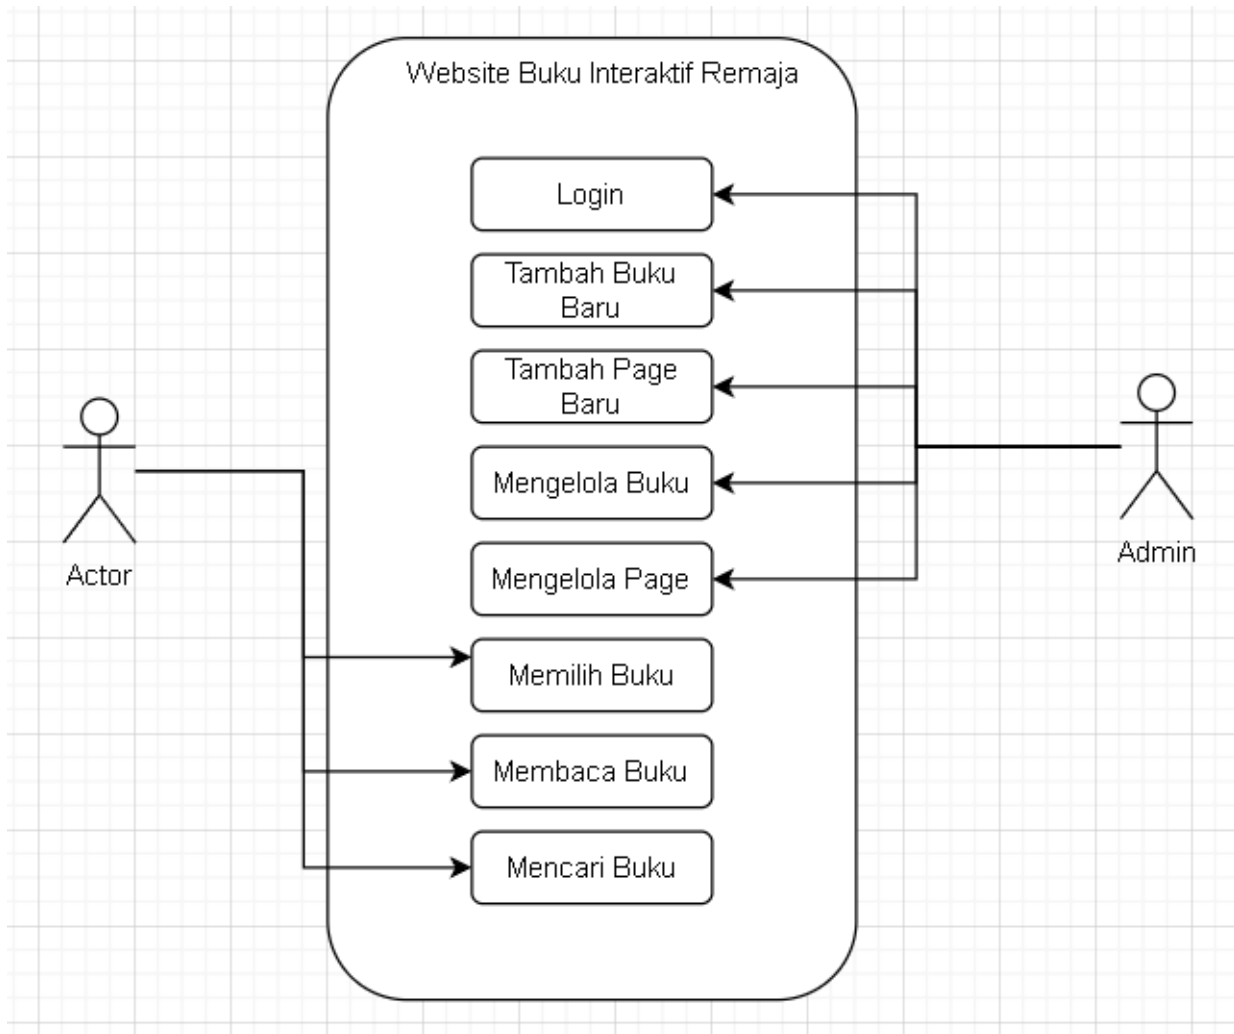 Website Buku Interaktif Remaja
Login
Tambah Buku
Baru
Tambah Page
Baru
Mengelola Buku
Mengelola Page
Memilih Buku
Membaca Buku
Mencari Buku
Actor
Admin